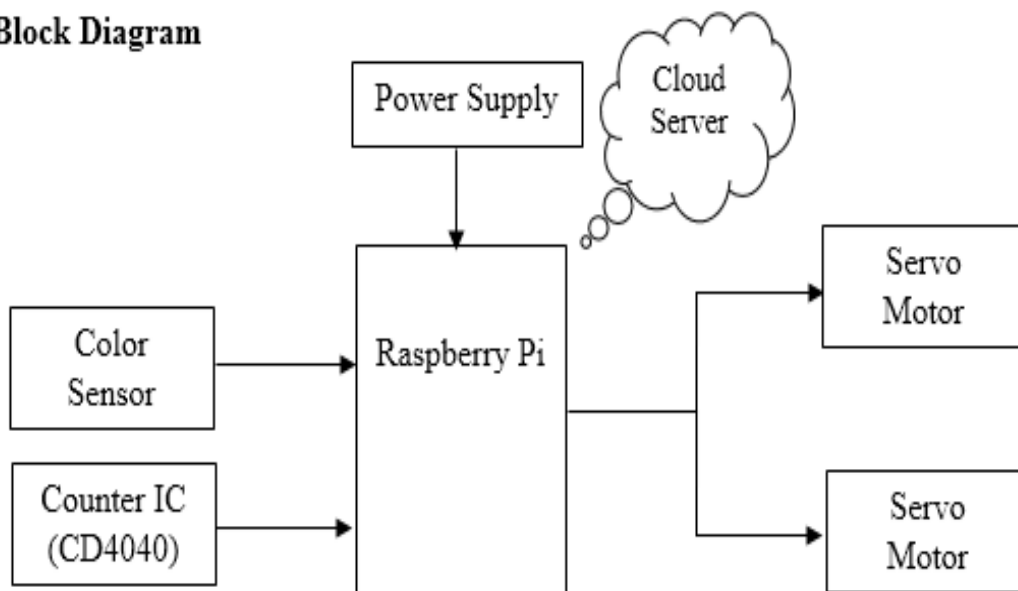 Block Diagram
Power Supply
Cloud
Server
Servo
Motor
Color
Sensor
Raspberry Pi
Counter IC
(CD4040)
Servo
Motor